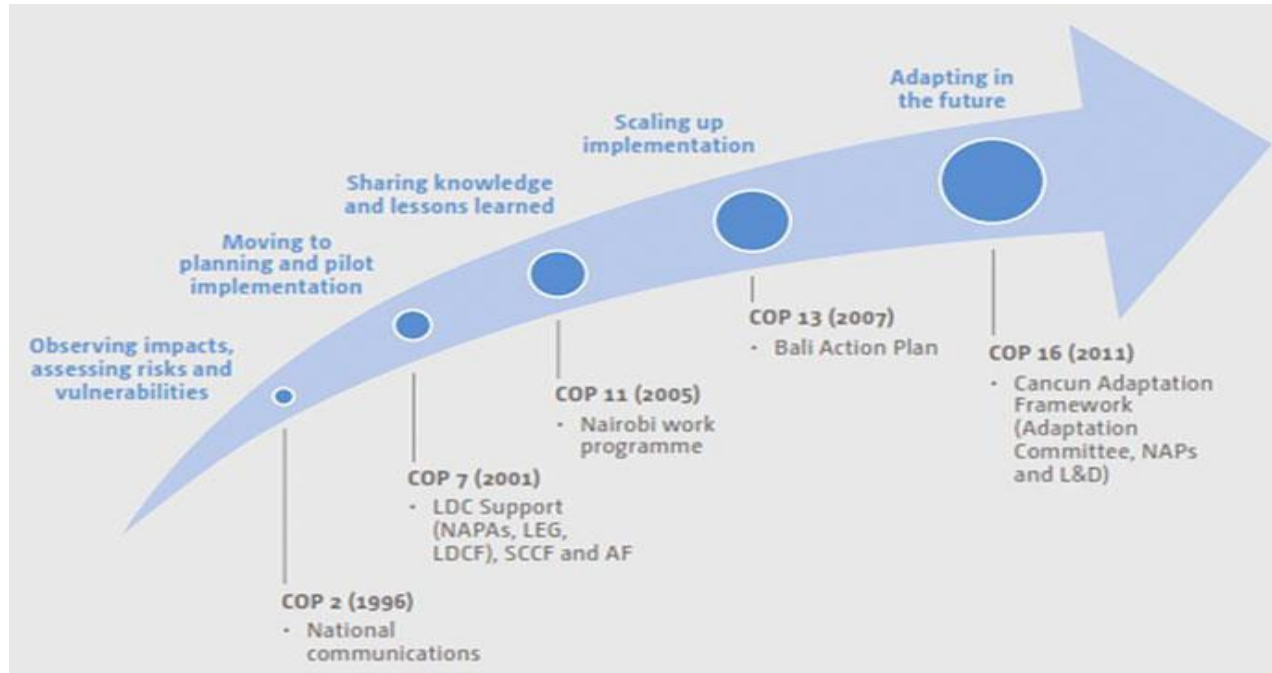 Observing impacts,
assessing risks and
vulnerabilities
Moving to
planning and pilot
implementation
Sharing knowledge
and lessons learned
Scaling up
implementation
Adapting in
the future
COP 2 (1996)
· National
communications
COP 7 (2001)
· LDC Support
(NAPAs, LEG,
LDCF), SCCF and AF
COP 11 (2005)
· Nairobi work
programme
COP 13 (2007)
· Bali Action Plan
COP 16 (2011)
· Cancun Adaptation
Framework
(Adaptation
Committee, NAPs
and L&D)